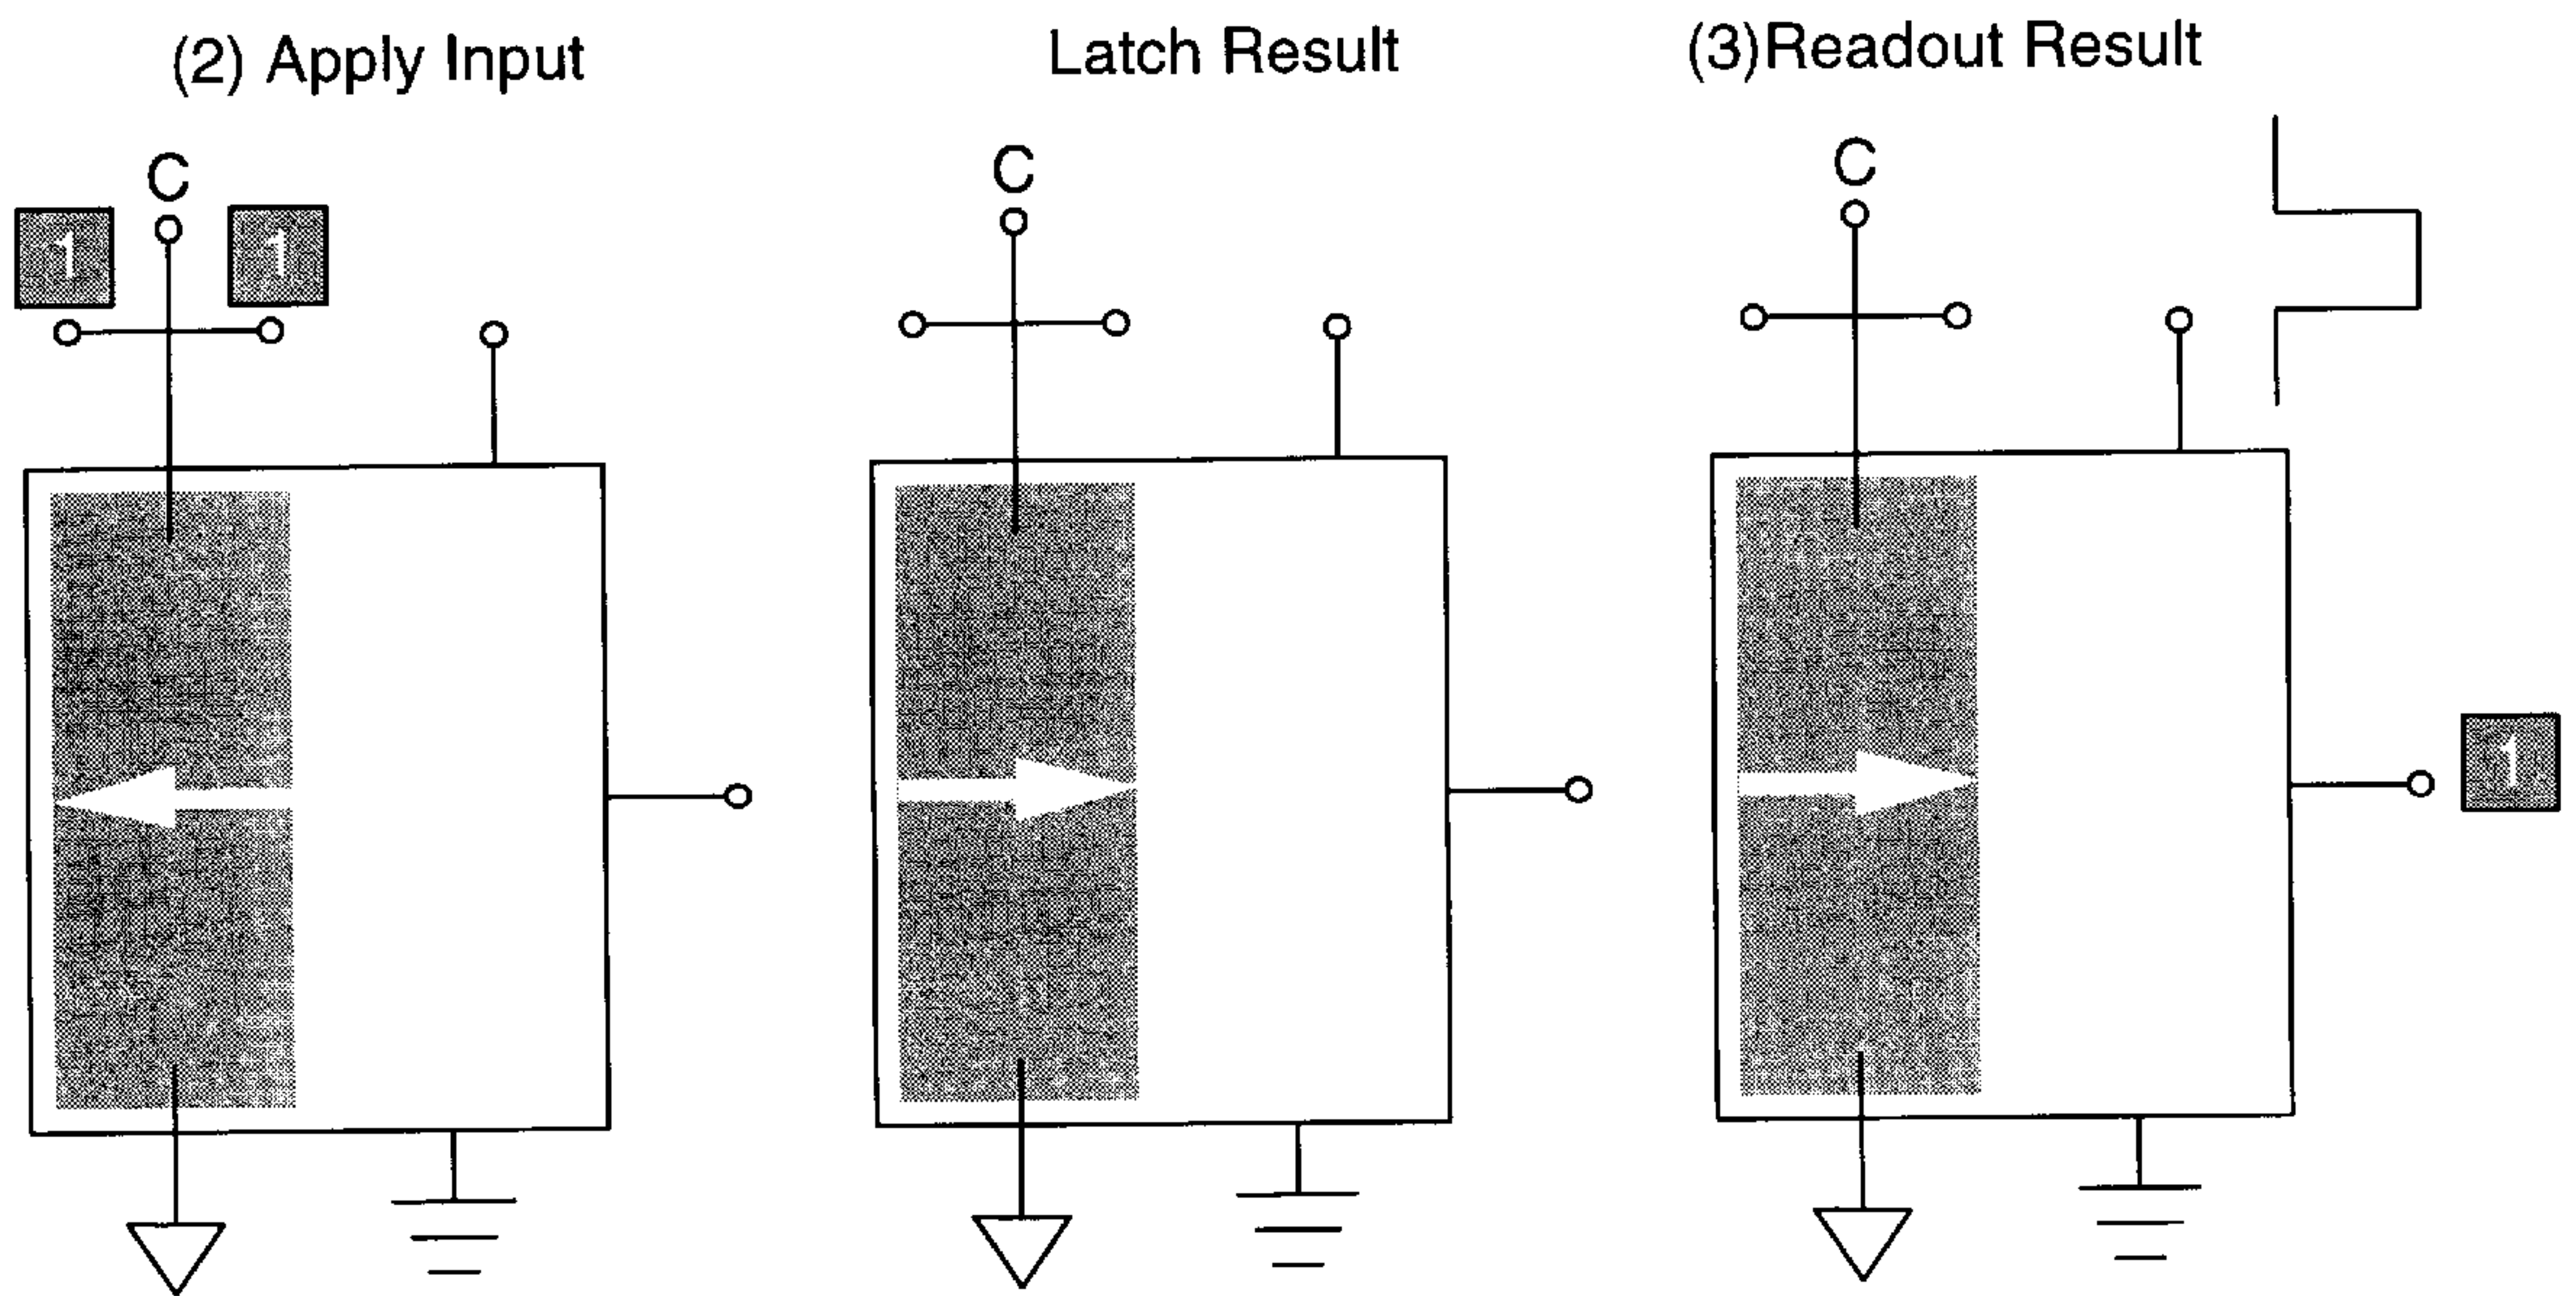 (2) Apply Input
Latch Result
(3)Readout Result
C
C
C
1
1
1